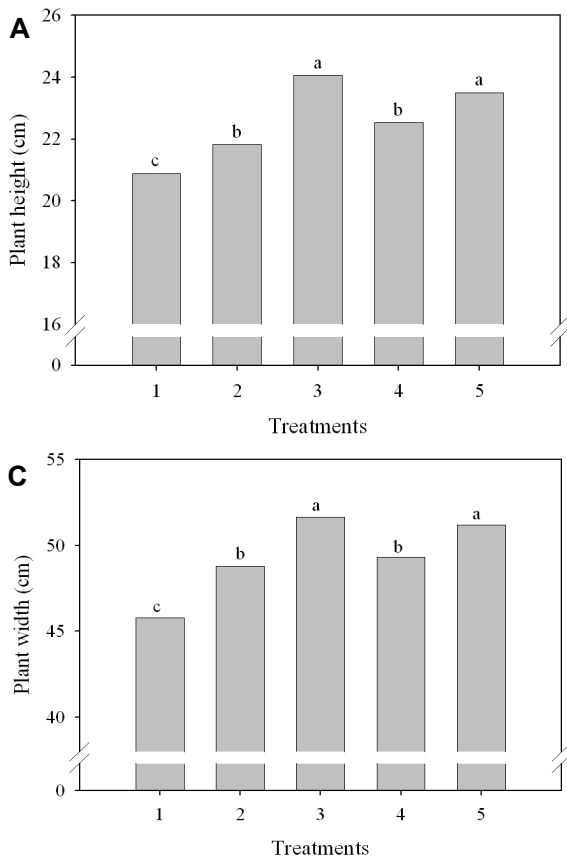 A
26
24
22
20
18
16
0
Plant height (cm)
c
b
a
b
a
1 2 3 4 5
Treatments
C
55
50
45
40
0
Plant width (cm)
c
b
a
b
a
1 2 3 4 5
Treatments